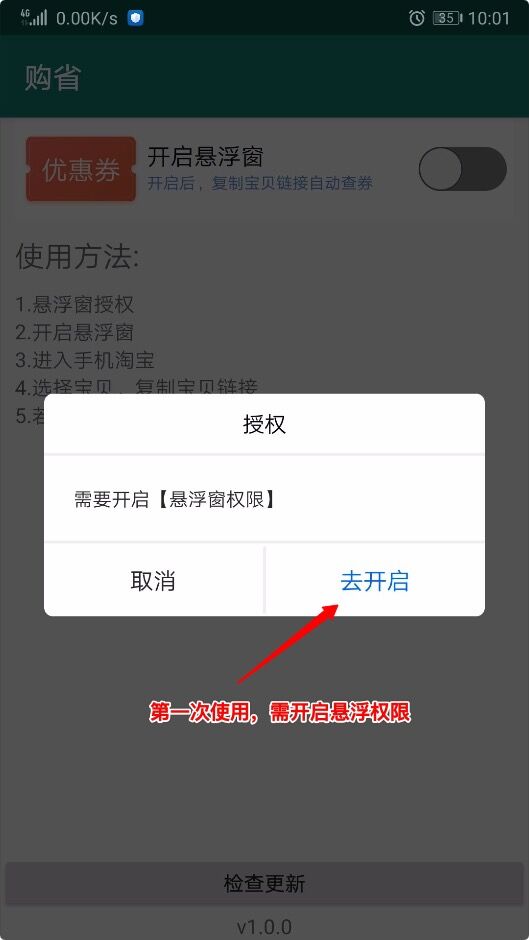 4G 0.00K/s 35 10:01
购省
优惠券
开启悬浮窗
开启后，复制宝贝链接自动查券
使用方法:
1.悬浮窗授权
2.开启悬浮窗
3.进入手机淘宝
4.选择宝贝，复制宝贝链接
5.若
授权
需要开启【悬浮窗权限】
取消
去开启
第一次使用，需开启悬浮权限
检查更新
v1.0.0